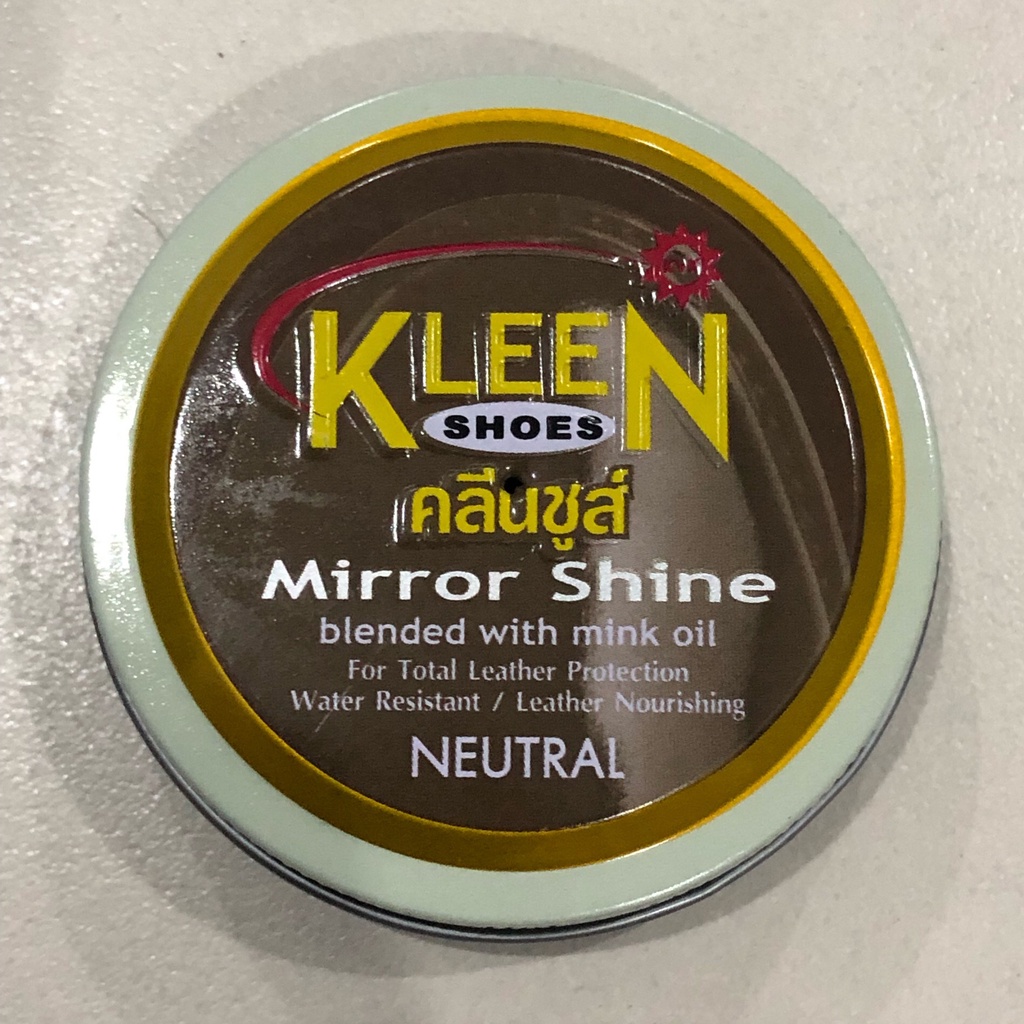 KLEEN
SHOES
คลีนชูส์
Mirror Shine
blended with mink oil
For Total Leather Protection
Water Resistant / Leather Nourishing
NEUTRAL